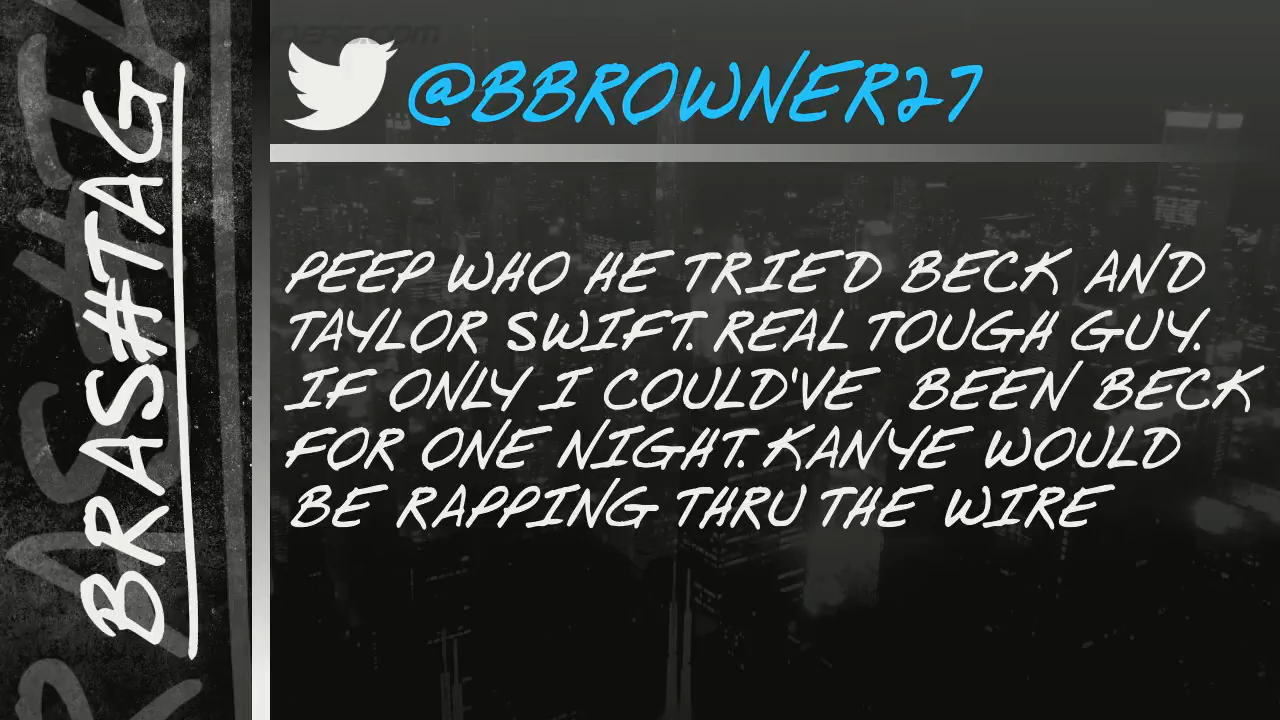 @BBROWNER27
BRAS#TAG
PEEP WHO HE TRIED BECK AND
TAYLOR SWIFT. REAL TOUGH GUY.
IF ONLY I COULD'VE BEEN BECK
FOR ONE NIGHT. KANYE WOULD
BE RAPPING THRU THE WIRE